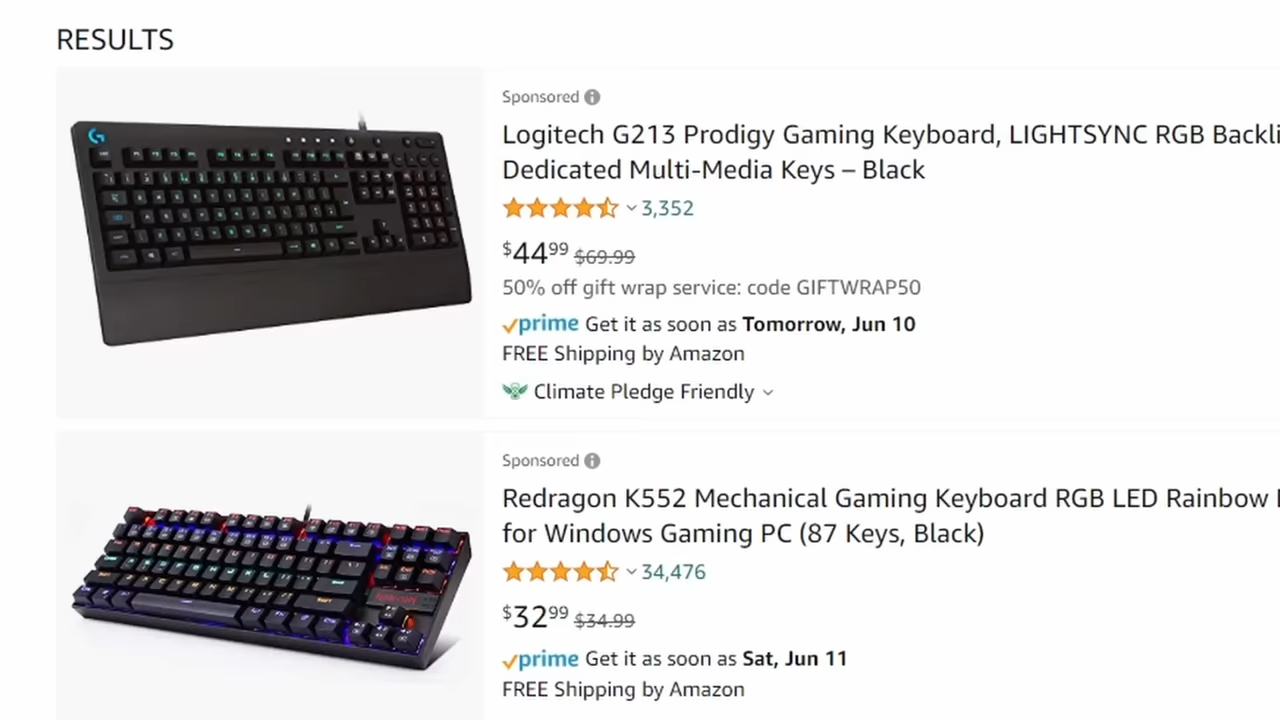 RESULTS
Sponsored
Logitech G213 Prodigy Gaming Keyboard, LIGHTSYNC RGB Backli
Dedicated Multi-Media Keys – Black
3,352
$44.99 $69.99
50% off gift wrap service: code GIFTWRAP50
prime Get it as soon as Tomorrow, Jun 10
FREE Shipping by Amazon
Climate Pledge Friendly
Sponsored
Redragon K552 Mechanical Gaming Keyboard RGB LED Rainbow
for Windows Gaming PC (87 Keys, Black)
34,476
$32.99 $34.99
prime Get it as soon as Sat, Jun 11
FREE Shipping by Amazon